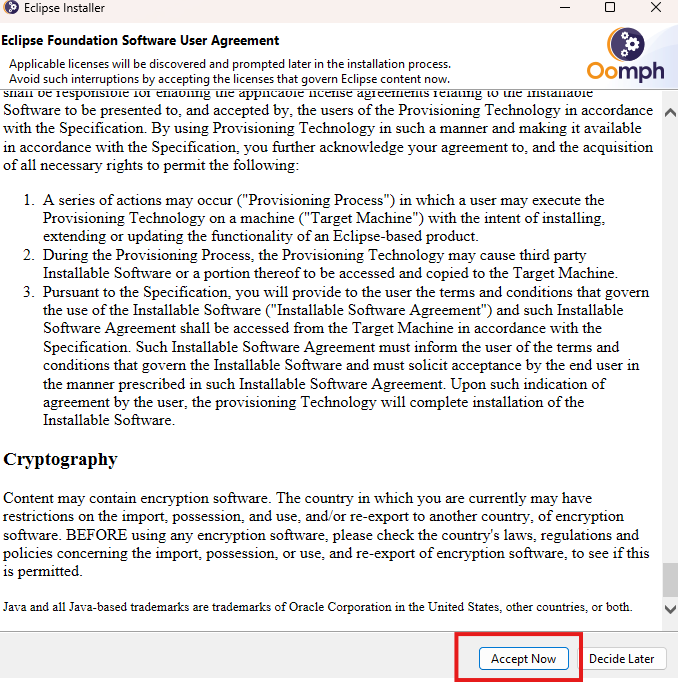 Eclipse Installer
Eclipse Foundation Software User Agreement
Applicable licenses will be discovered and prompted later in the installation process.
Avoid such interruptions by accepting the licenses that govern Eclipse content now.
Oomph
shall be responsible for enabling the applicable license agreements relating to the Installable
Software to be presented to, and accepted by, the users of the Provisioning Technology in accordance
with the Specification. By using Provisioning Technology in such a manner and making it available
in accordance with the Specification, you further acknowledge your agreement to, and the acquisition
of all necessary rights to permit the following:
1. A series of actions may occur ("Provisioning Process") in which a user may execute the
Provisioning Technology on a machine ("Target Machine") with the intent of installing,
extending or updating the functionality of an Eclipse-based product.
2. During the Provisioning Process, the Provisioning Technology may cause third party
Installable Software or a portion thereof to be accessed and copied to the Target Machine.
3. Pursuant to the Specification, you will provide to the user the terms and conditions that govern
the use of the Installable Software ("Installable Software Agreement") and such Installable
Software Agreement shall be accessed from the Target Machine in accordance with the
Specification. Such Installable Software Agreement must inform the user of the terms and
conditions that govern the Installable Software and must solicit acceptance by the end user in
the manner prescribed in such Installable Software Agreement. Upon such indication of
agreement by the user, the provisioning Technology will complete installation of the
Installable Software.
Cryptography
Content may contain encryption software. The country in which you are currently may have
restrictions on the import, possession, and use, and/or re-export to another country, of encryption
software. BEFORE using any encryption software, please check the country's laws, regulations and
policies concerning the import, possession, or use, and re-export of encryption software, to see if this
is permitted.
Java and all Java-based trademarks are trademarks of Oracle Corporation in the United States, other countries, or both.
Accept Now
Decide Later